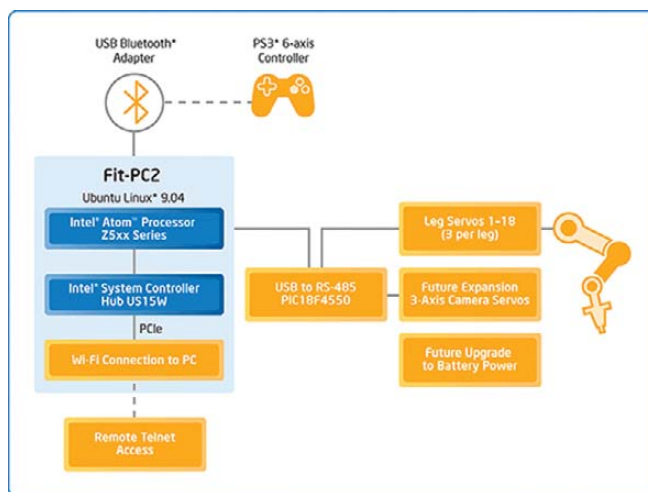 USB Bluetooth*
Adapter
PS3* 6-axis
Controller
Fit-PC2
Ubuntu Linux* 9.04
Intel® Atom™ Processor
Z5xx Series
Intel® System Controller
Hub US15W
PCIe
Wi-Fi Connection to PC
Remote Telnet
Access
USB to RS-485
PIC18F4550
Leg Servos 1-18
(3 per leg)
Future Expansion
3-Axis Camera Servos
Future Upgrade
to Battery Power